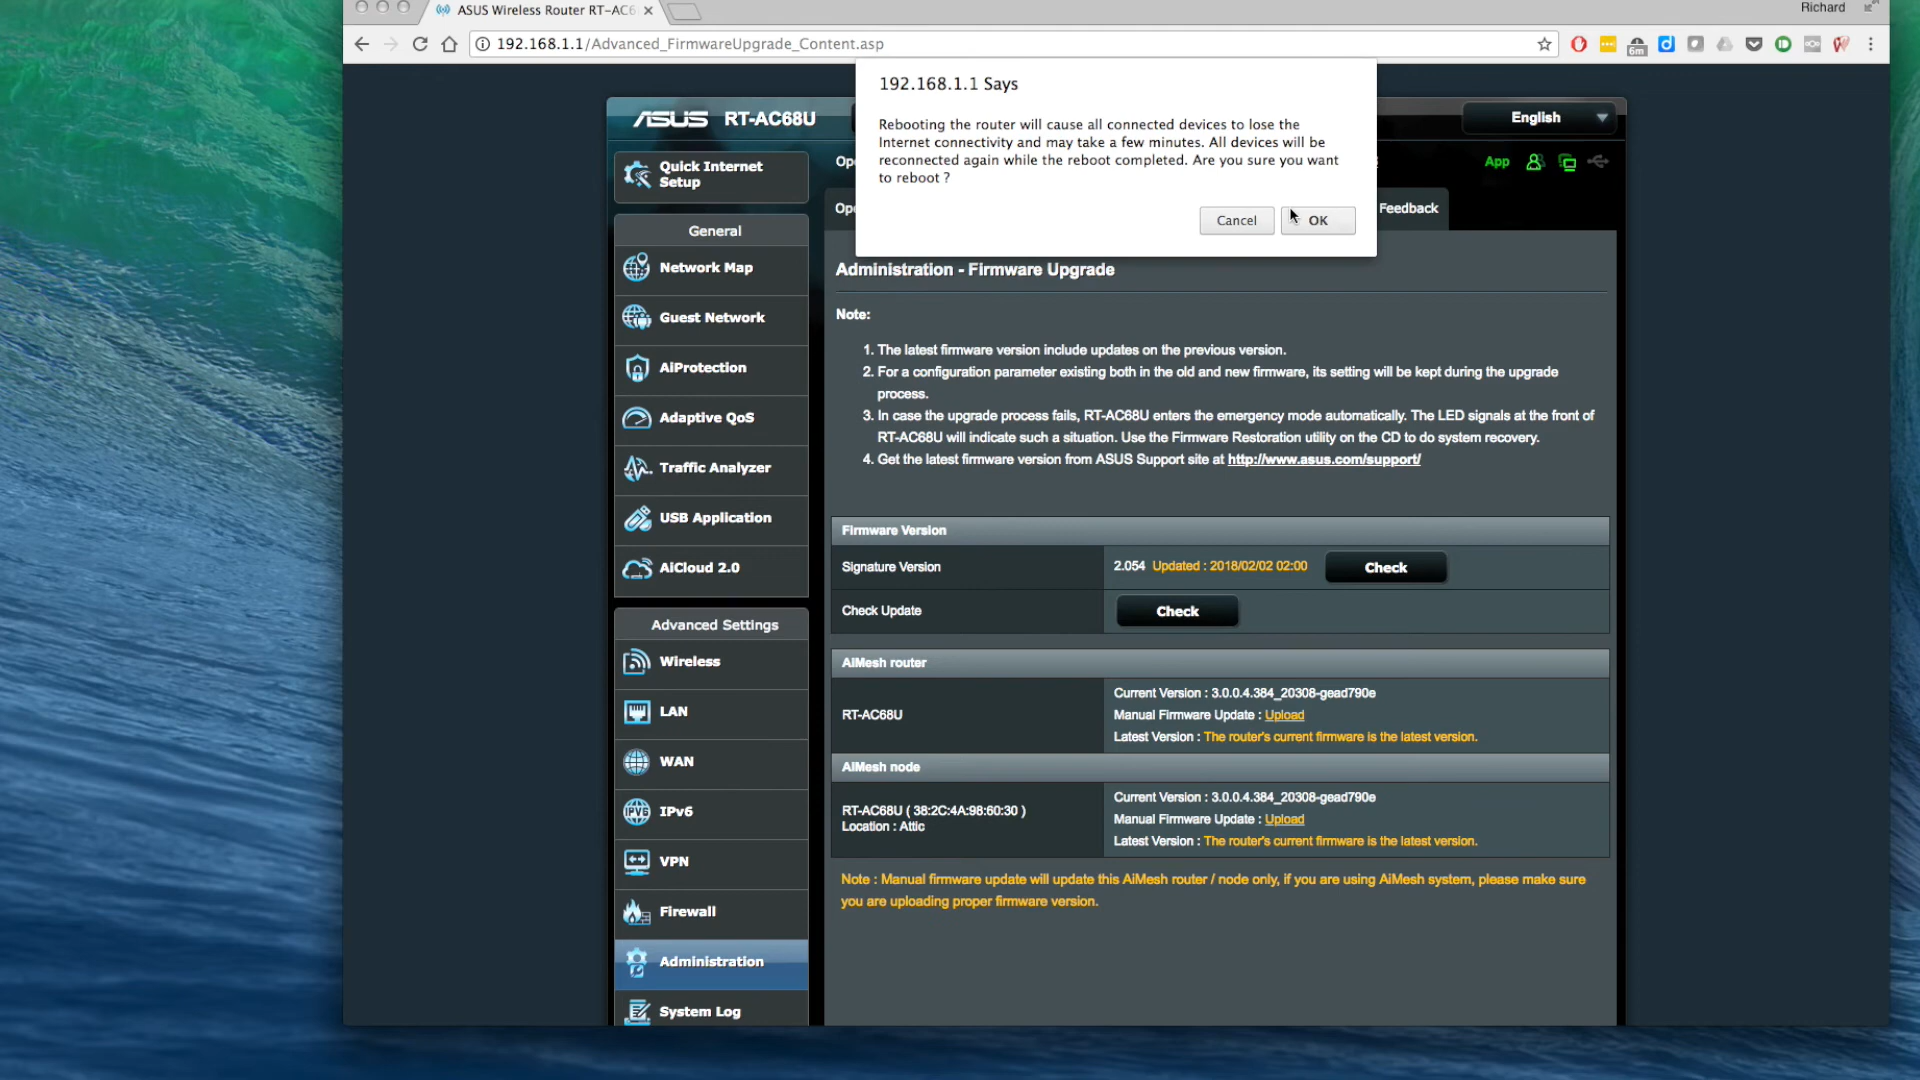 ASUS Wireless Router RT-AC6
Richard
192.168.1.1/Advanced_FirmwareUpgrade_Content.asp
6m
192.168.1.1 Says
Rebooting the router will cause all connected devices to lose the
Internet connectivity and may take a few minutes. All devices will be
reconnected again while the reboot completed. Are you sure you want
to reboot ?
Cancel
OK
ASUS RT-AC68U
English
App
Feedback
Quick Internet
Setup
General
Network Map
Guest Network
AiProtection
Adaptive QoS
Traffic Analyzer
USB Application
AiCloud 2.0
Advanced Settings
Wireless
LAN
WAN
IPv6
VPN
Firewall
Administration
System Log
Administration - Firmware Upgrade
Note:
1. The latest firmware version include updates on the previous version.
2. For a configuration parameter existing both in the old and new firmware, its setting will be kept during the upgrade
process.
3. In case the upgrade process fails, RT-AC68U enters the emergency mode automatically. The LED signals at the front of
RT-AC68U will indicate such a situation. Use the Firmware Restoration utility on the CD to do system recovery.
4. Get the latest firmware version from ASUS Support site at http://www.asus.com/support/
Firmware Version
Signature Version
2.054 Updated : 2018/02/02 02:00
Check
Check Update
Check
AiMesh router
RT-AC68U
Current Version : 3.0.0.4.384_20308-gead790e
Manual Firmware Update : Upload
Latest Version : The router's current firmware is the latest version.
AiMesh node
RT-AC68U ( 38:2C:4A:98:60:30 )
Location : Attic
Current Version : 3.0.0.4.384_20308-gead790e
Manual Firmware Update : Upload
Latest Version : The router's current firmware is the latest version.
Note : Manual firmware update will update this AiMesh router / node only, if you are using AiMesh system, please make sure
you are uploading proper firmware version.